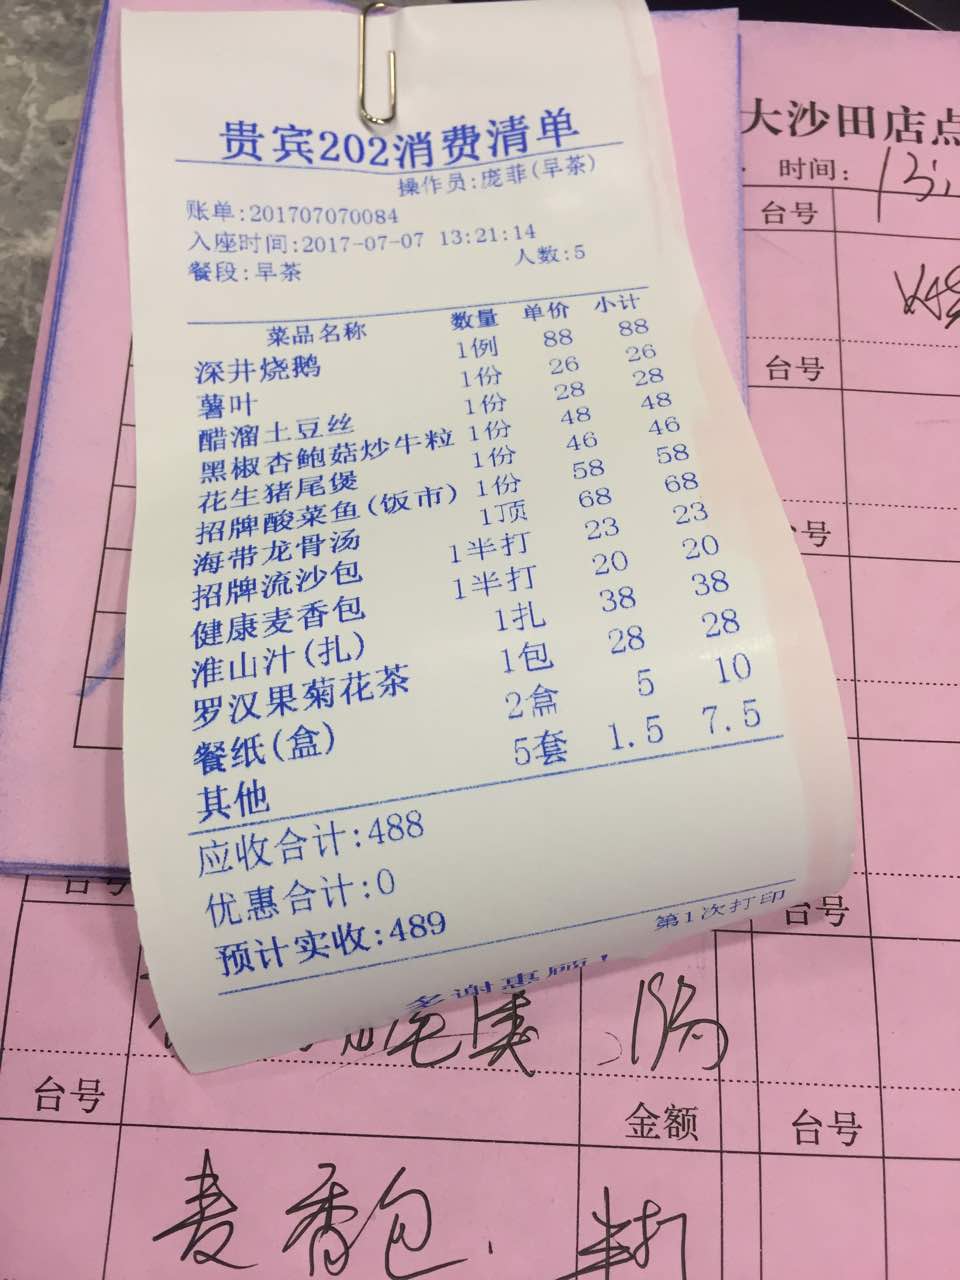 贵宾202消费清单
操作员:庞菲(早茶)
账单:201707070084
入座时间:2017-07-07 13:21:14
餐段:早茶 人数:5
菜品名称 数量 单价 小计
深井烧鹅 1例 88 88
薯叶 1份 26 26
醋溜土豆丝 1份 28 28
黑椒杏鲍菇炒牛粒 1份 48 48
花生猪尾煲 1份 46 46
招牌酸菜鱼(饭市) 1份 58 58
海带龙骨汤 1顶 68 68
招牌流沙包 1半打 23 23
健康麦香包 1半打 20 20
淮山汁(扎) 1扎 38 38
罗汉果菊花茶 1包 28 28
餐纸(盒) 2盒 5 10
其他 5套 1.5 7.5
应收合计:488
优惠合计:0
预计实收:489
第1次打印
多谢惠顾!
大沙田店点
时间:
台号
台号
台号
台号
台号
台号 金额 台号
麦香包. 半打